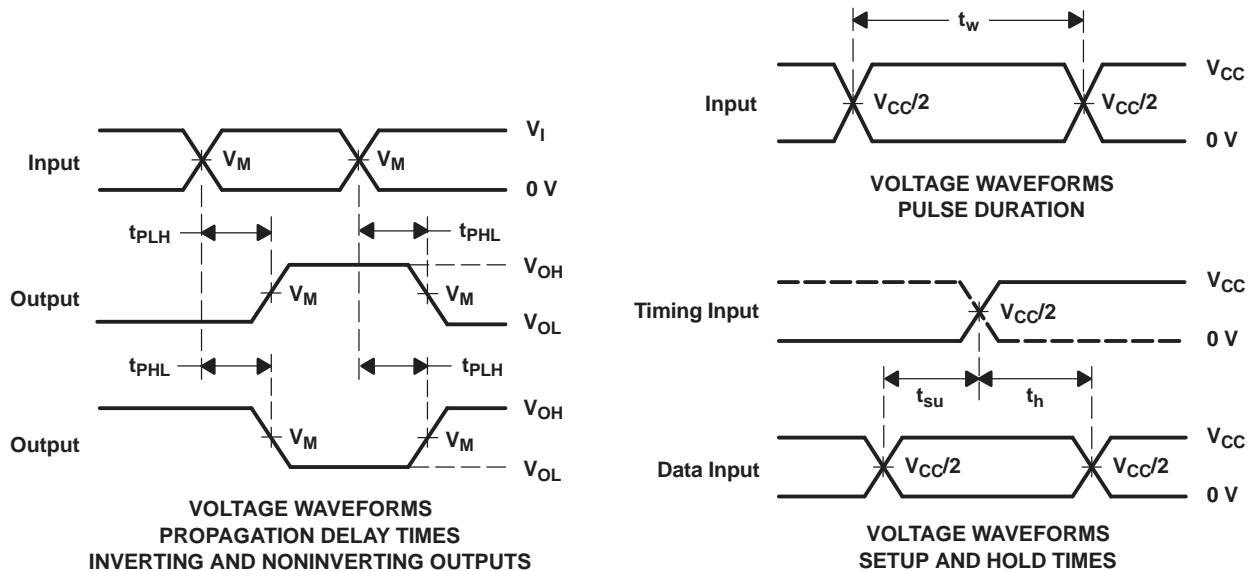 Input
V_M
V_M
V_I
0 V
t_PLH
t_PHL
Output
V_M
V_M
V_OH
V_OL
t_PHL
t_PLH
Output
V_M
V_M
V_OH
V_OL
VOLTAGE WAVEFORMS
PROPAGATION DELAY TIMES
INVERTING AND NONINVERTING OUTPUTS
t_w
Input
V_CC/2
V_CC/2
V_CC
0 V
VOLTAGE WAVEFORMS
PULSE DURATION
Timing Input
V_CC/2
V_CC
0 V
t_su
t_h
Data Input
V_CC/2
V_CC/2
V_CC
0 V
VOLTAGE WAVEFORMS
SETUP AND HOLD TIMES